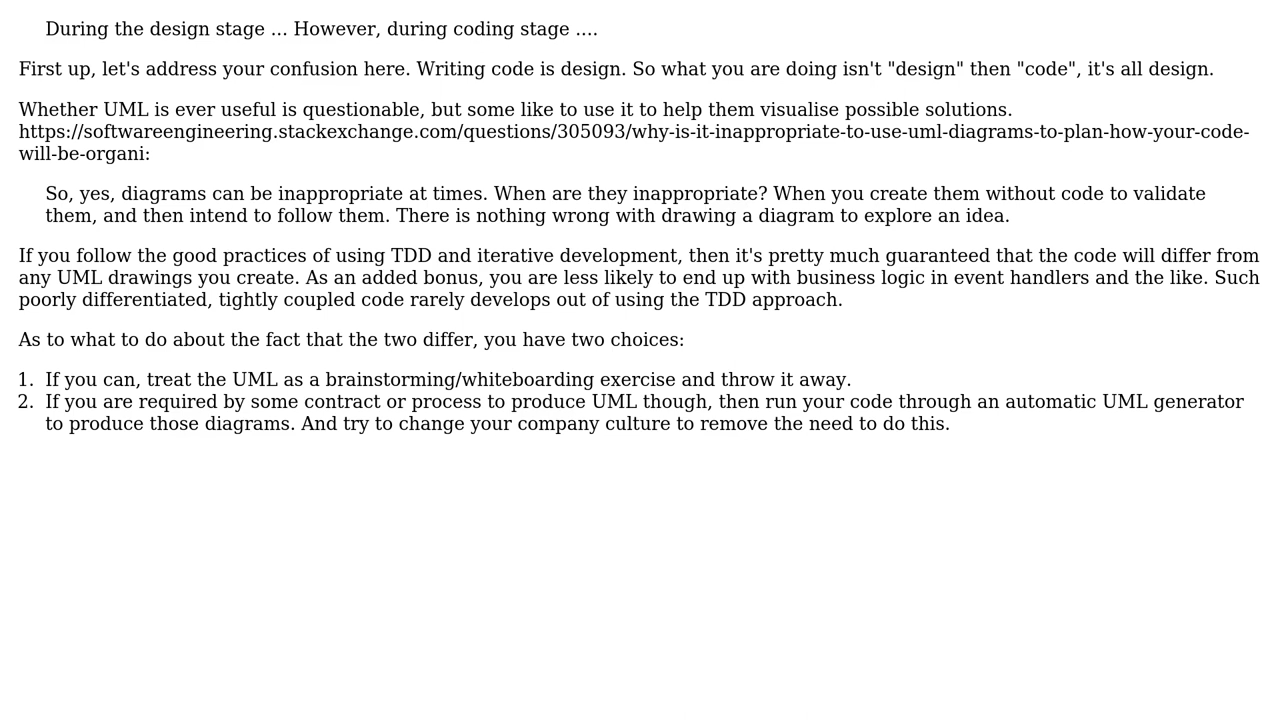 During the design stage ... However, during coding stage ....
First up, let's address your confusion here. Writing code is design. So what you are doing isn't "design" then "code", it's all design.
Whether UML is ever useful is questionable, but some like to use it to help them visualise possible solutions.
https://softwareengineering.stackexchange.com/questions/305093/why-is-it-inappropriate-to-use-uml-diagrams-to-plan-how-your-code-
will-be-organi:
So, yes, diagrams can be inappropriate at times. When are they inappropriate? When you create them without code to validate
them, and then intend to follow them. There is nothing wrong with drawing a diagram to explore an idea.
If you follow the good practices of using TDD and iterative development, then it's pretty much guaranteed that the code will differ from
any UML drawings you create. As an added bonus, you are less likely to end up with business logic in event handlers and the like. Such
poorly differentiated, tightly coupled code rarely develops out of using the TDD approach.
As to what to do about the fact that the two differ, you have two choices:
1. If you can, treat the UML as a brainstorming/whiteboarding exercise and throw it away.
2. If you are required by some contract or process to produce UML though, then run your code through an automatic UML generator
to produce those diagrams. And try to change your company culture to remove the need to do this.